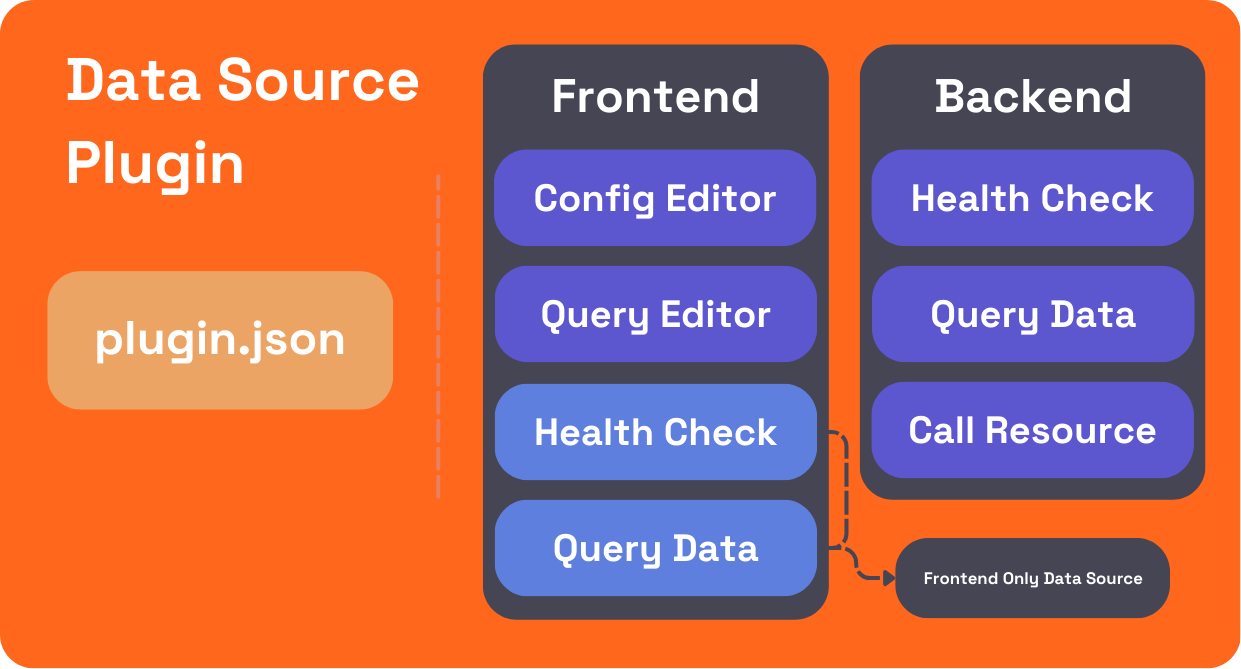 Data Source
Plugin
plugin.json
Frontend
Config Editor
Query Editor
Health Check
Query Data
Backend
Health Check
Query Data
Call Resource
Frontend Only Data Source